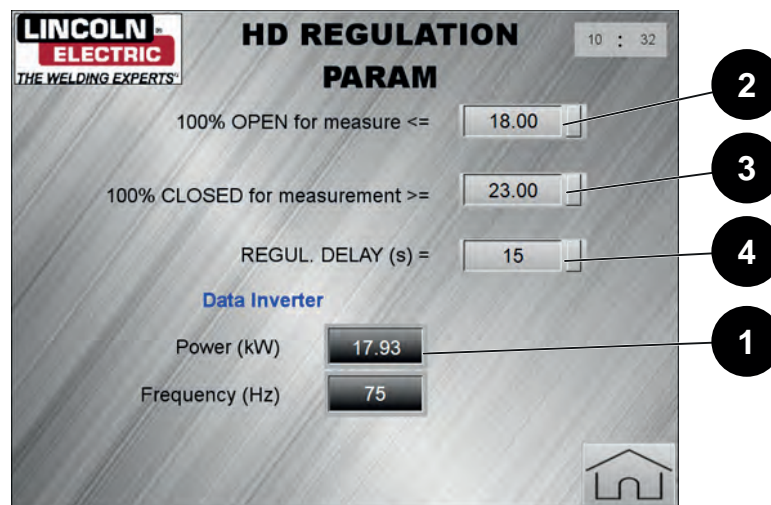 LINCOLN
ELECTRIC
THE WELDING EXPERTS
HD REGULATION
PARAM
10 : 32
2
100% OPEN for measure <= 18.00
3
100% CLOSED for measurement >= 23.00
4
REGUL. DELAY (s) = 15
Data Inverter
1
Power (kW) 17.93
Frequency (Hz) 75